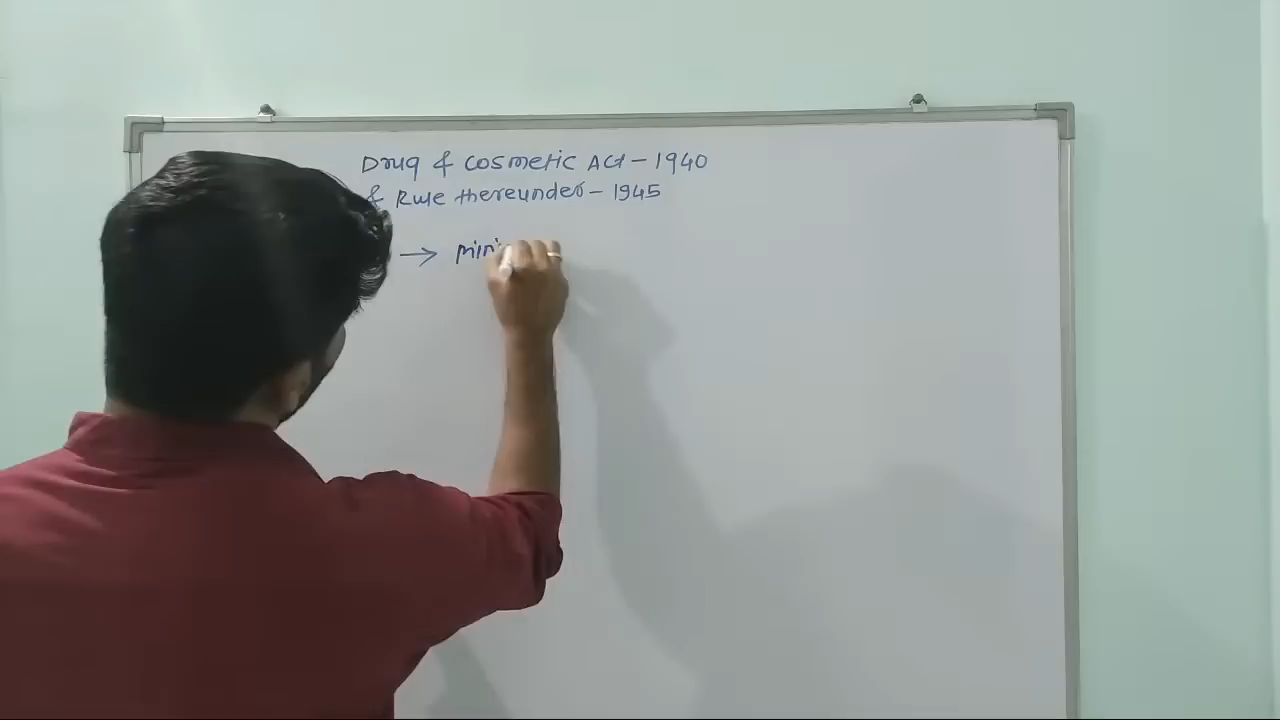 Drug & Cosmetic Act - 1940
& Rule thereunder - 1945
→